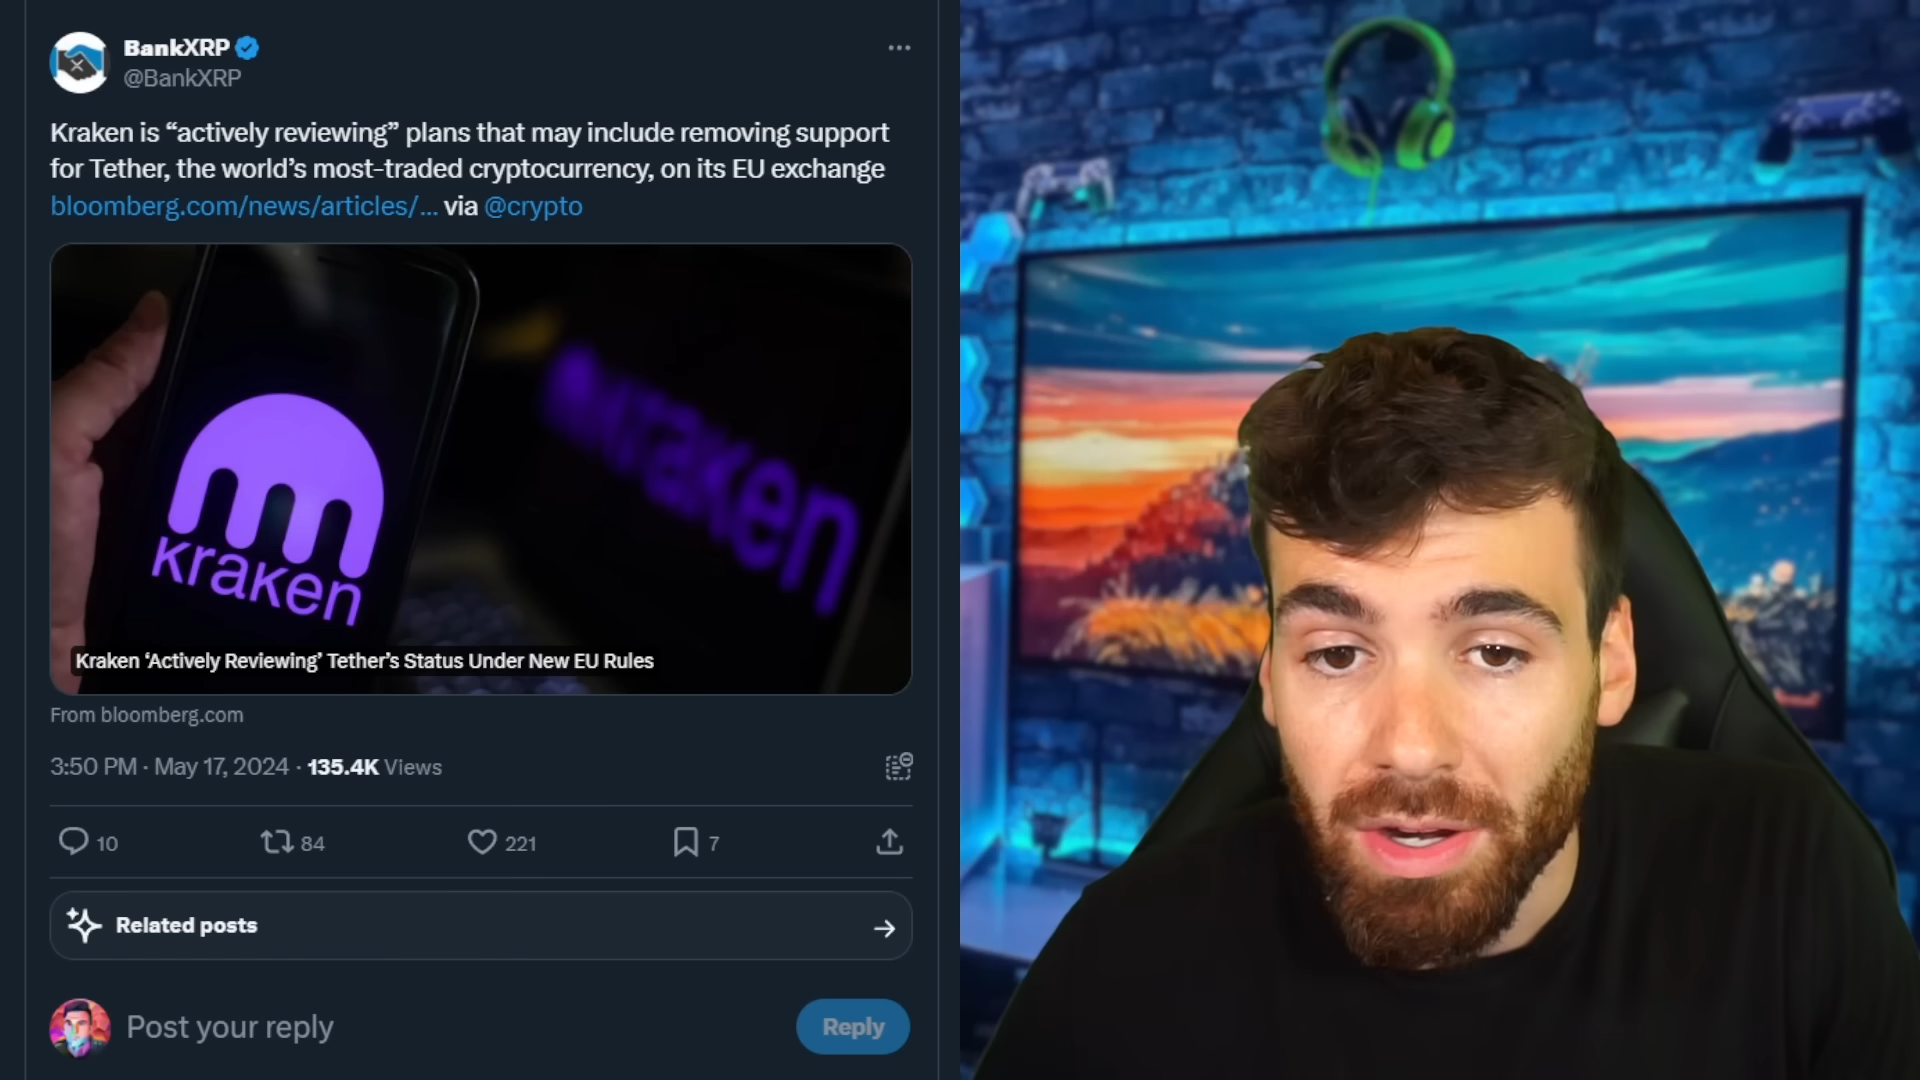 BankXRP
@BankXRP
Kraken is “actively reviewing” plans that may include removing support
for Tether, the world’s most-traded cryptocurrency, on its EU exchange
bloomberg.com/news/articles/... via @crypto
kraken
kraken
Kraken ‘Actively Reviewing’ Tether’s Status Under New EU Rules
From bloomberg.com
3:50 PM · May 17, 2024 · 135.4K Views
10 84 221 7
Related posts
Post your reply
Reply